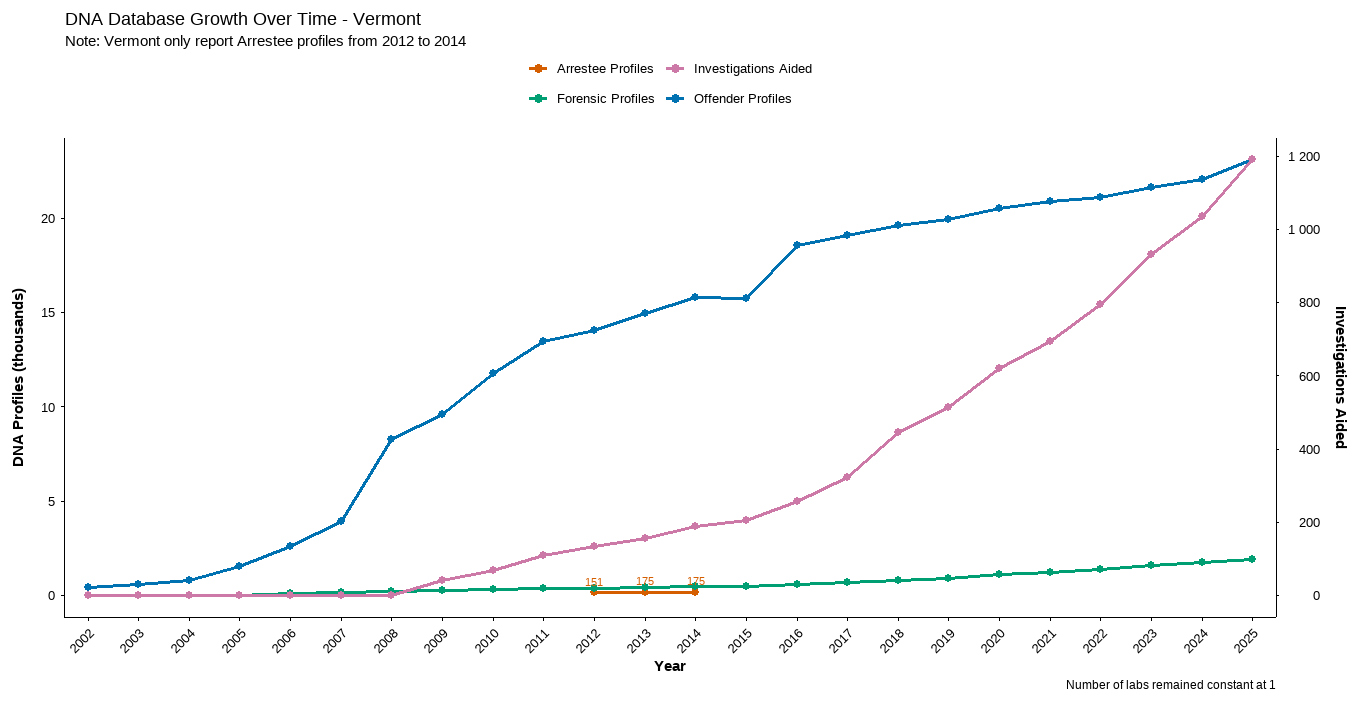 DNA Database Growth Over Time - Vermont
Note: Vermont only report Arrestee profiles from 2012 to 2014
Arrestee Profiles
Investigations Aided
Forensic Profiles
Offender Profiles
DNA Profiles (thousands)
20
15
10
5
0
151
175
175
1 200
1 000
800
600
400
200
0
Investigations Aided
2002 2003 2004 2005 2006 2007 2008 2009 2010 2011 2012 2013 2014 2015 2016 2017 2018 2019 2020 2021 2022 2023 2024 2025
Year
Number of labs remained constant at 1